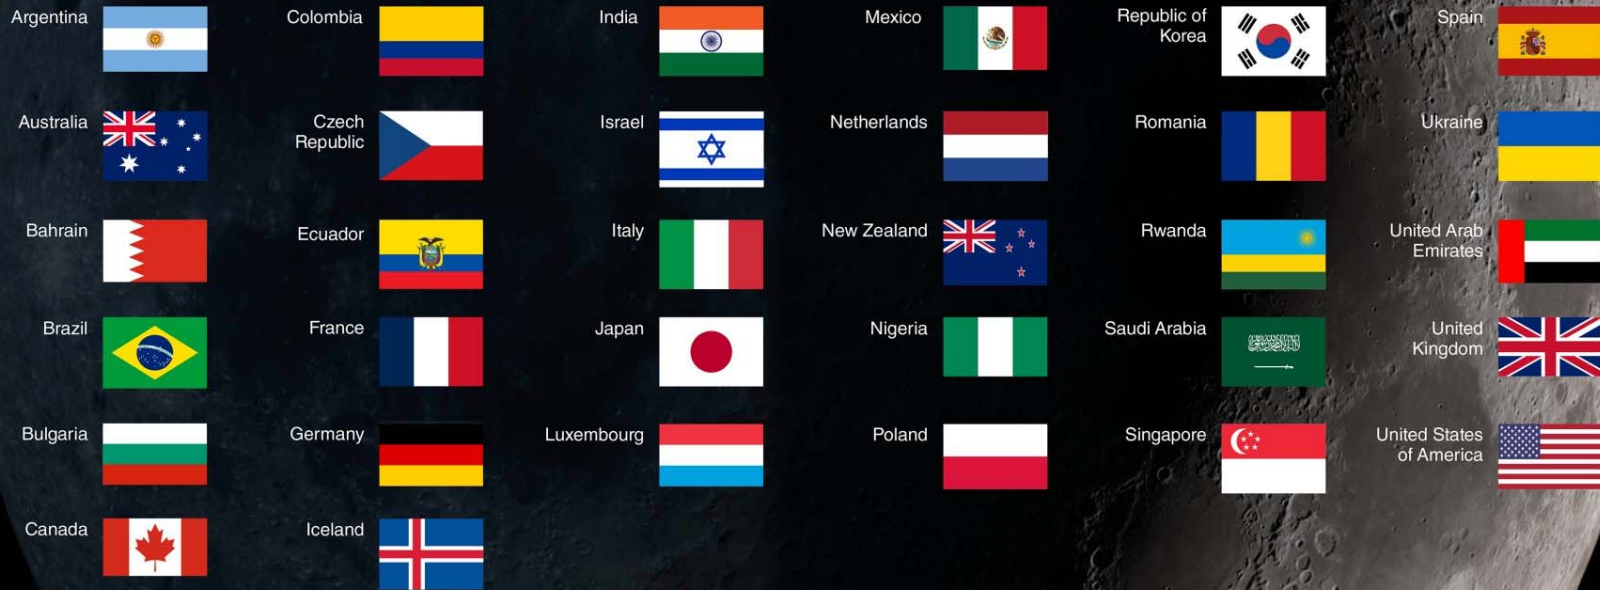 Argentina
Australia
Bahrain
Brazil
Bulgaria
Canada
Colombia
Czech
Republic
Ecuador
France
Germany
Iceland
India
Israel
Italy
Japan
Luxembourg
Mexico
Netherlands
New Zealand
Nigeria
Poland
Republic of
Korea
Romania
Rwanda
Saudi Arabia
Singapore
Spain
Ukraine
United Arab
Emirates
United
Kingdom
United States
of America